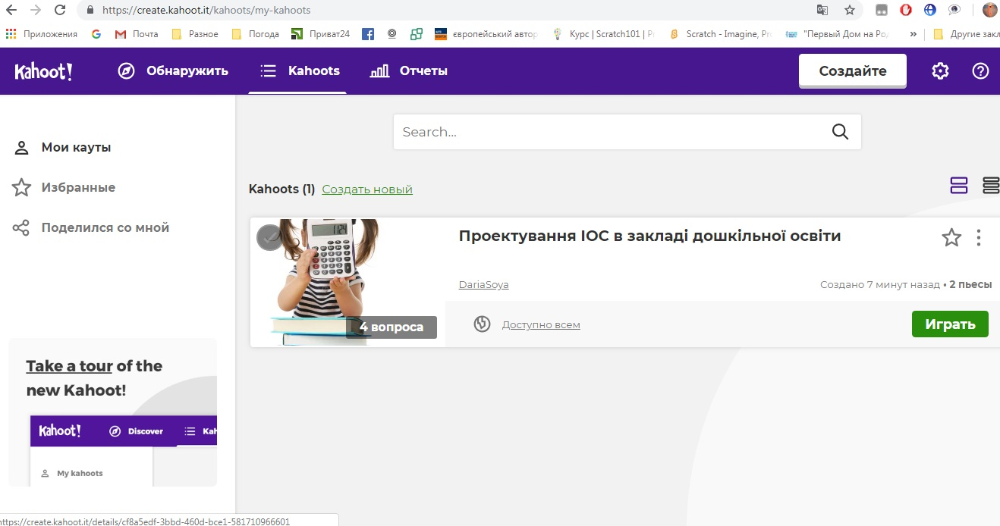 https://create.kahoot.it/kahoots/my-kahoots
Приложения Почта Разное Погода Приват24 європейський автор Курс | Scratch101 | Pr Scratch - Imagine, Pro "Первый Дом на Род » Другие закл
Kahoot! Обнаружить Kahoots Отчеты Создайте
Мои кауты
Избранные
Поделился со мной
Search...
Kahoots (1) Создать новый
1124
4 вопроса
Проектування ІОС в закладі дошкільної освіти
DariaSoya Создано 7 минут назад • 2 пьесы
Доступно всем Играть
Take a tour of the
new Kahoot!
Kahoot! Discover Kah
My kahoots
https://create.kahoot.it/details/cf8a5edf-3bbd-460d-bce1-581710966601